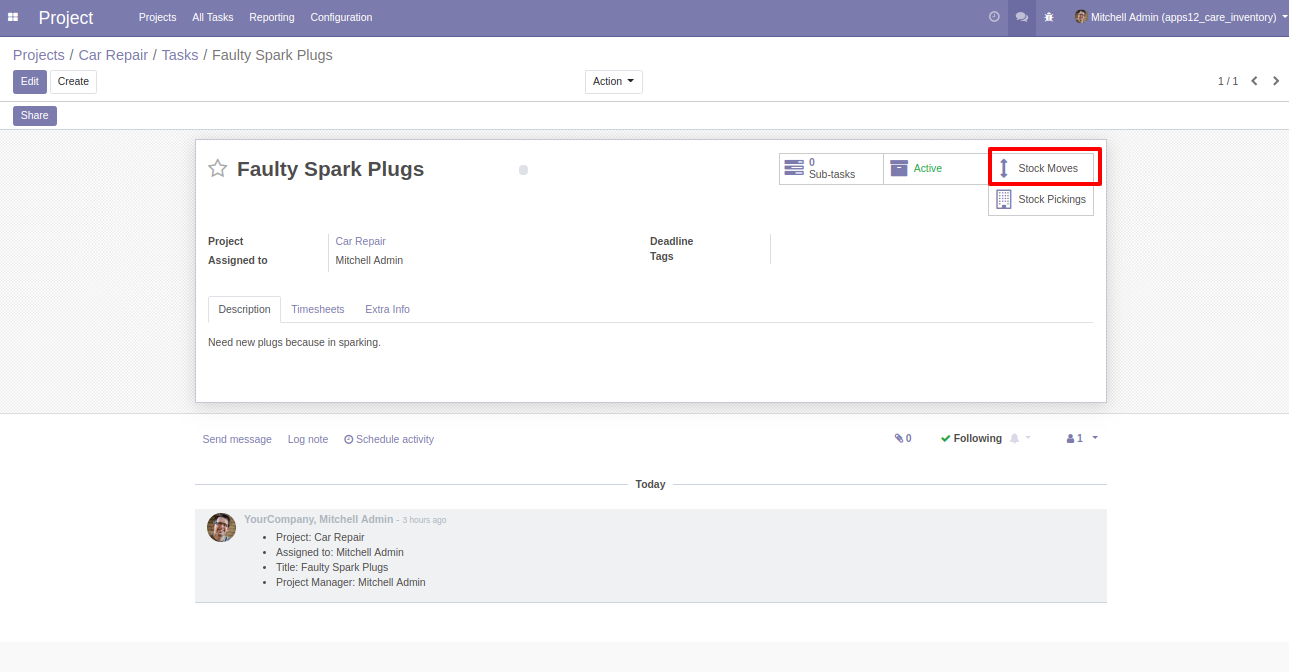 Project Projects All Tasks Reporting Configuration Mitchell Admin (apps12_care_inventory)
Projects / Car Repair / Tasks / Faulty Spark Plugs
Edit Create Action 1 / 1
Share
Faulty Spark Plugs
0
Sub-tasks
Active
Stock Moves
Stock Pickings
Project Car Repair
Assigned to Mitchell Admin
Deadline
Tags
Description Timesheets Extra Info
Need new plugs because in sparking.
Send message Log note Schedule activity 0 Following 1
Today
YourCompany, Mitchell Admin - 3 hours ago
• Project: Car Repair
• Assigned to: Mitchell Admin
• Title: Faulty Spark Plugs
• Project Manager: Mitchell Admin